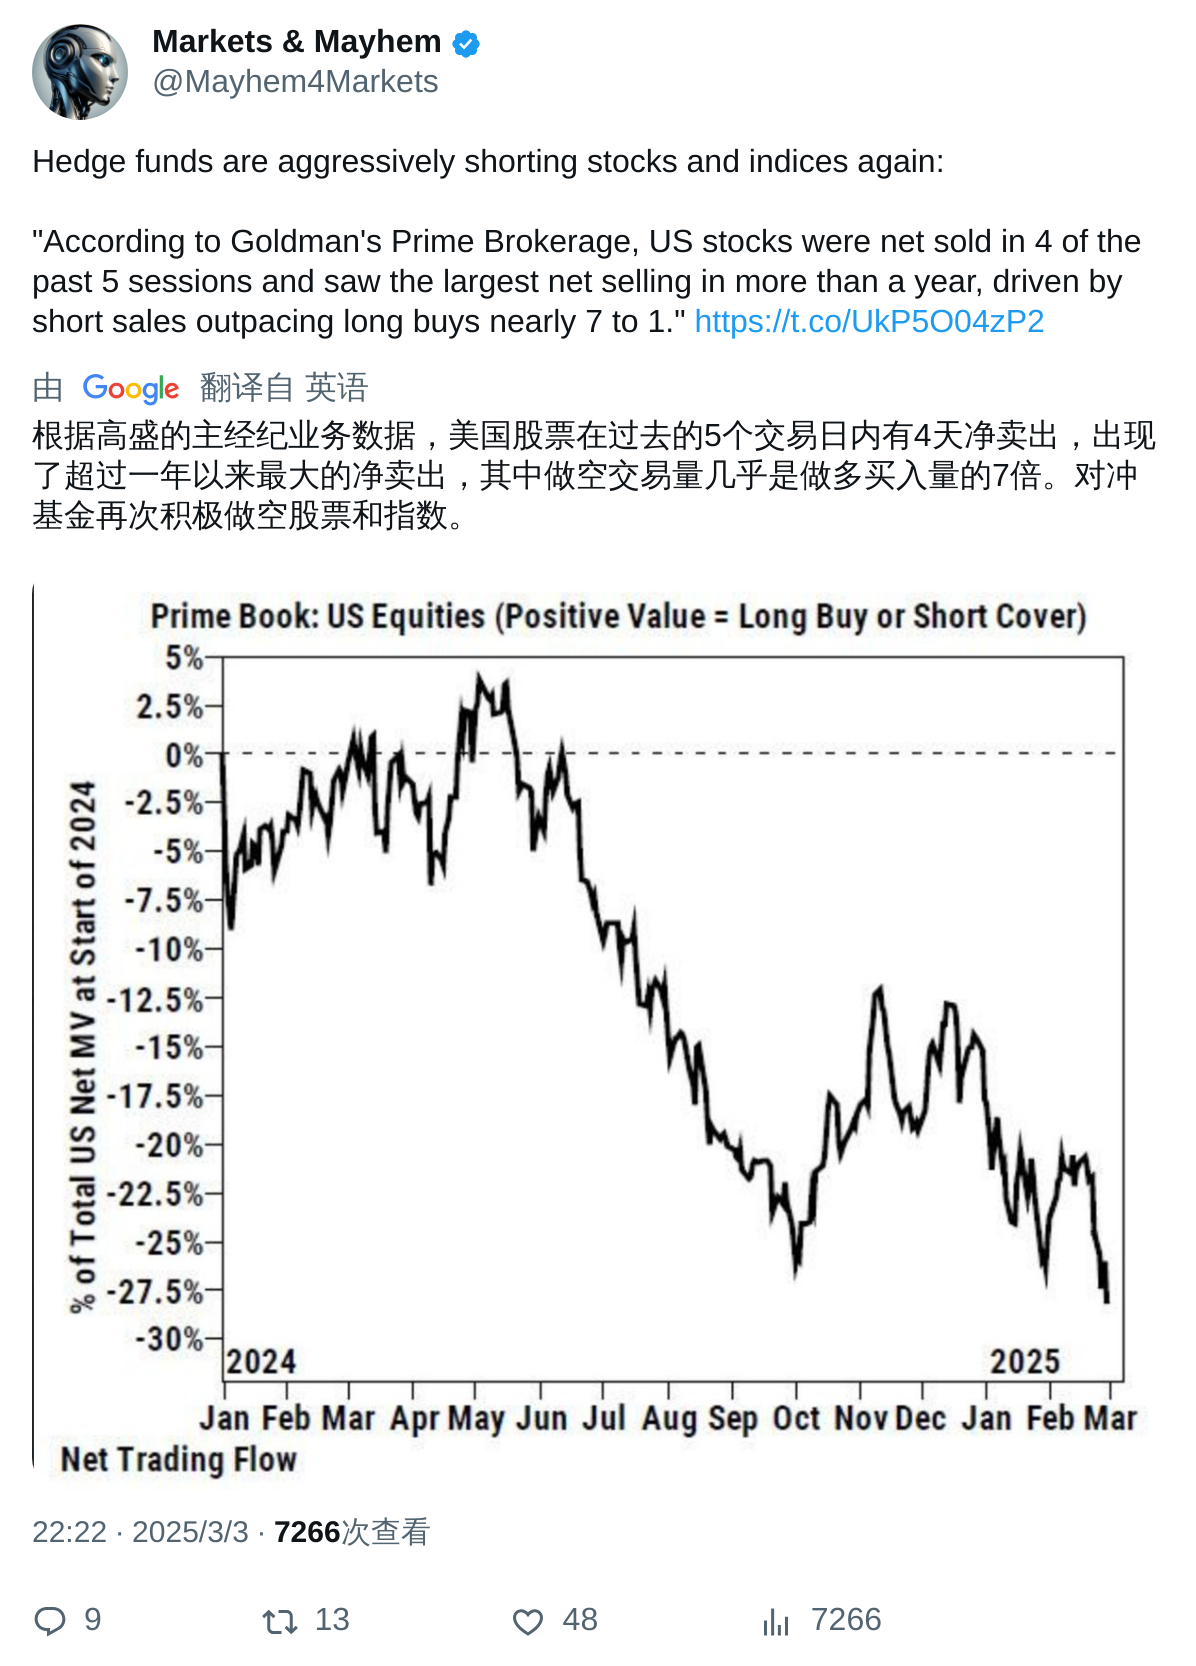 Markets & Mayhem
@Mayhem4Markets
Hedge funds are aggressively shorting stocks and indices again:
"According to Goldman's Prime Brokerage, US stocks were net sold in 4 of the
past 5 sessions and saw the largest net selling in more than a year, driven by
short sales outpacing long buys nearly 7 to 1." https://t.co/UkP5O04zP2
由 Google 翻译自 英语
根据高盛的主经纪业务数据，美国股票在过去的5个交易日内有4天净卖出，出现
了超过一年以来最大的净卖出，其中做空交易量几乎是做多买入量的7倍。对冲
基金再次积极做空股票和指数。
Prime Book: US Equities (Positive Value = Long Buy or Short Cover)
% of Total US Net MV at Start of 2024
5%
2.5%
0%
-2.5%
-5%
-7.5%
-10%
-12.5%
-15%
-17.5%
-20%
-22.5%
-25%
-27.5%
-30%
2024 2025
Jan Feb Mar Apr May Jun Jul Aug Sep Oct Nov Dec Jan Feb Mar
Net Trading Flow
22:22 · 2025/3/3 · 7266次查看
9 13 48 7266